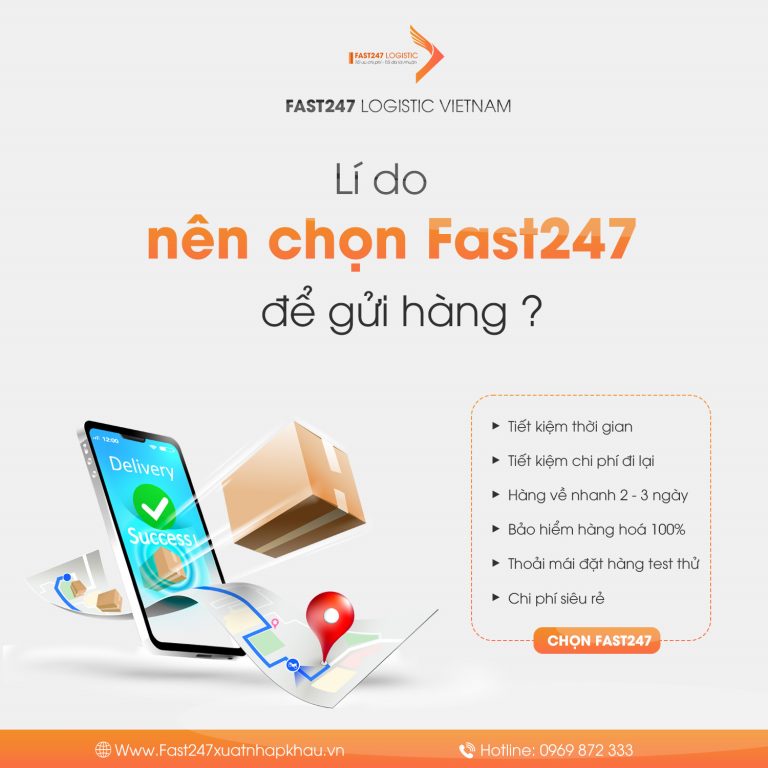 FAST247 LOGISTIC
FAST247 LOGISTIC VIETNAM
Lí do
nên chọn Fast247
để gửi hàng ?
12:00
Delivery
Success!
Tiết kiệm thời gian
Tiết kiệm chi phí đi lại
Hàng về nhanh 2 - 3 ngày
Bảo hiểm hàng hoá 100%
Thoải mái đặt hàng test thử
Chi phí siêu rẻ
CHỌN FAST247
Www.Fast247xuatnhapkhau.vn
Hotline: 0969 872 333